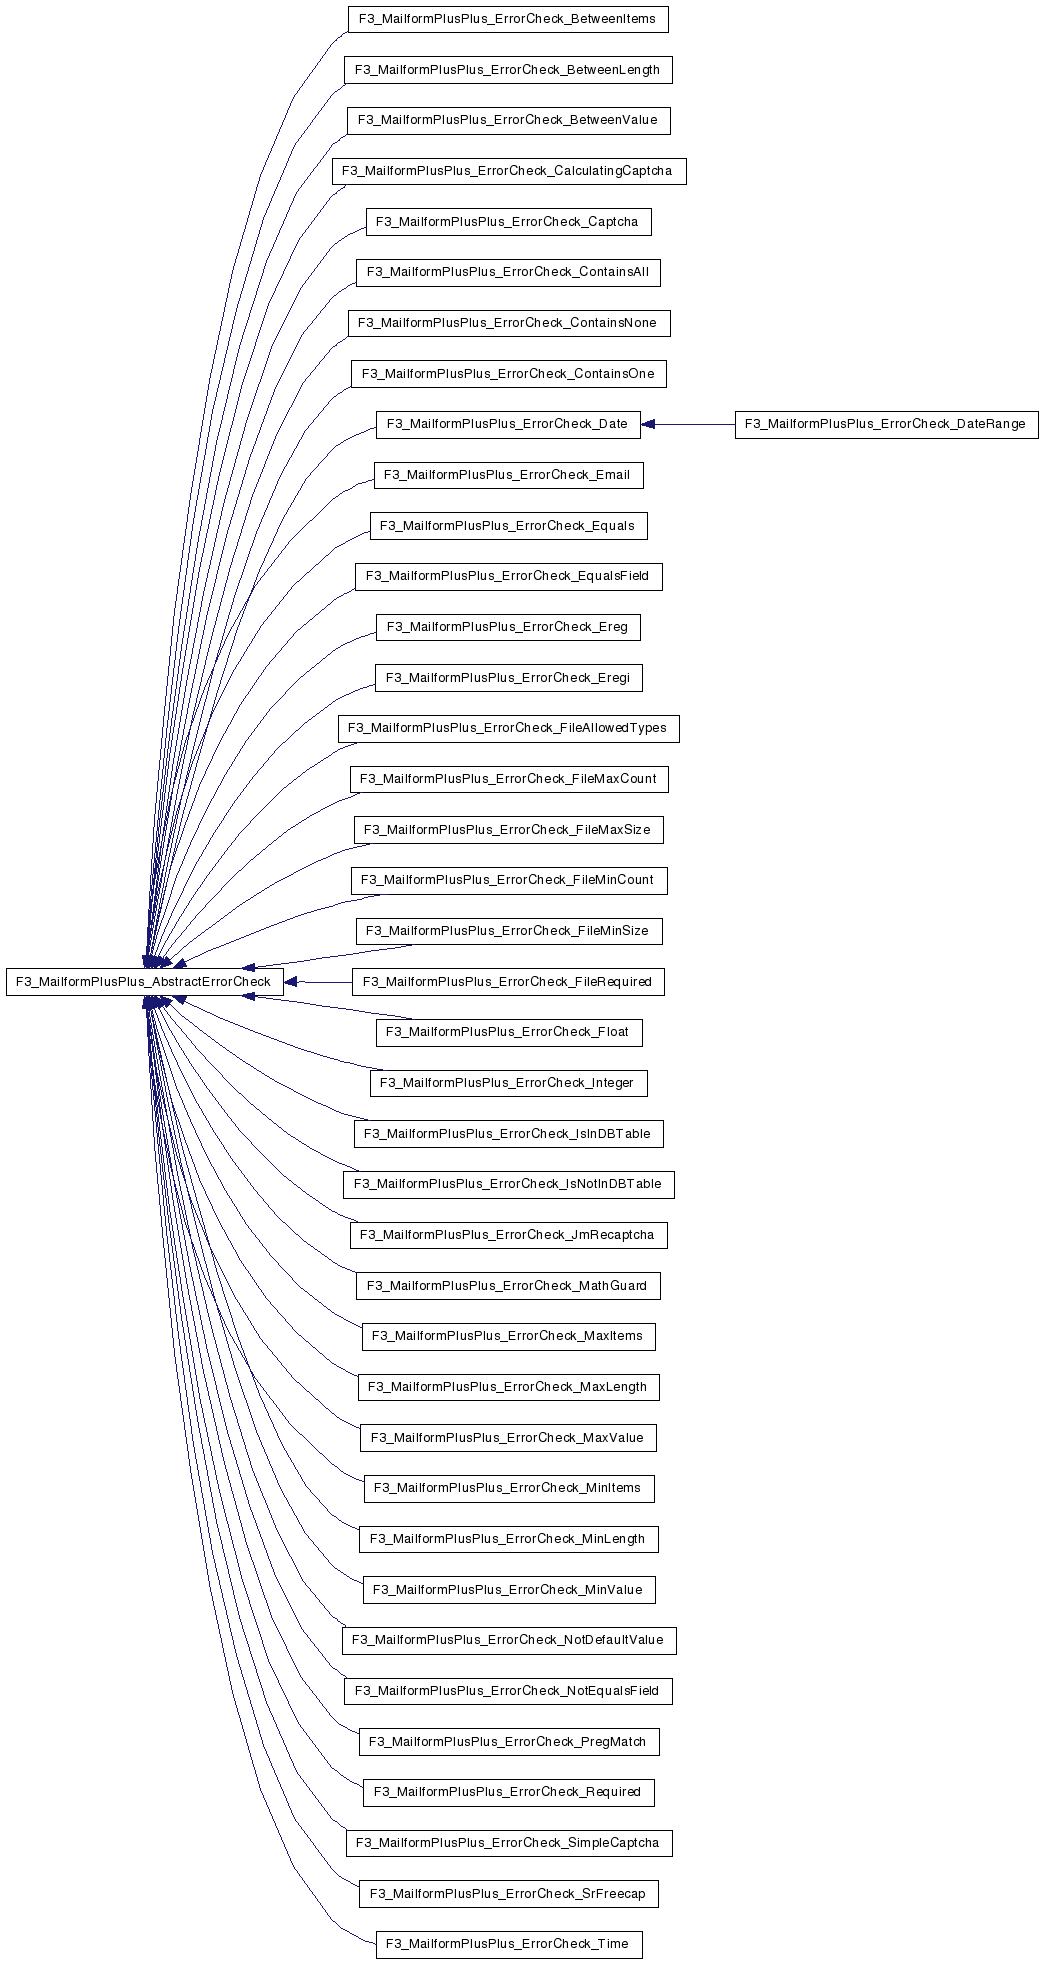 F3_MailformPlusPlus_ErrorCheck_BetweenItems
F3_MailformPlusPlus_ErrorCheck_BetweenLength
F3_MailformPlusPlus_ErrorCheck_BetweenValue
F3_MailformPlusPlus_ErrorCheck_CalculatingCaptcha
F3_MailformPlusPlus_ErrorCheck_Captcha
F3_MailformPlusPlus_ErrorCheck_ContainsAll
F3_MailformPlusPlus_ErrorCheck_ContainsNone
F3_MailformPlusPlus_ErrorCheck_ContainsOne
F3_MailformPlusPlus_ErrorCheck_Date
F3_MailformPlusPlus_ErrorCheck_DateRange
F3_MailformPlusPlus_ErrorCheck_Email
F3_MailformPlusPlus_ErrorCheck_Equals
F3_MailformPlusPlus_ErrorCheck_EqualsField
F3_MailformPlusPlus_ErrorCheck_Ereg
F3_MailformPlusPlus_ErrorCheck_Eregi
F3_MailformPlusPlus_ErrorCheck_FileAllowedTypes
F3_MailformPlusPlus_ErrorCheck_FileMaxCount
F3_MailformPlusPlus_ErrorCheck_FileMaxSize
F3_MailformPlusPlus_ErrorCheck_FileMinCount
F3_MailformPlusPlus_ErrorCheck_FileMinSize
F3_MailformPlusPlus_AbstractErrorCheck
F3_MailformPlusPlus_ErrorCheck_FileRequired
F3_MailformPlusPlus_ErrorCheck_Float
F3_MailformPlusPlus_ErrorCheck_Integer
F3_MailformPlusPlus_ErrorCheck_IsInDBTable
F3_MailformPlusPlus_ErrorCheck_IsNotInDBTable
F3_MailformPlusPlus_ErrorCheck_JmRecaptcha
F3_MailformPlusPlus_ErrorCheck_MathGuard
F3_MailformPlusPlus_ErrorCheck_MaxItems
F3_MailformPlusPlus_ErrorCheck_MaxLength
F3_MailformPlusPlus_ErrorCheck_MaxValue
F3_MailformPlusPlus_ErrorCheck_MinItems
F3_MailformPlusPlus_ErrorCheck_MinLength
F3_MailformPlusPlus_ErrorCheck_MinValue
F3_MailformPlusPlus_ErrorCheck_NotDefaultValue
F3_MailformPlusPlus_ErrorCheck_NotEqualsField
F3_MailformPlusPlus_ErrorCheck_PregMatch
F3_MailformPlusPlus_ErrorCheck_Required
F3_MailformPlusPlus_ErrorCheck_SimpleCaptcha
F3_MailformPlusPlus_ErrorCheck_SrFreecap
F3_MailformPlusPlus_ErrorCheck_Time